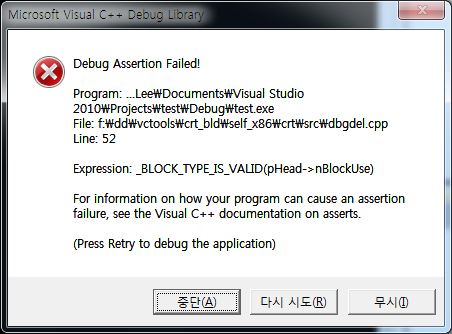 Microsoft Visual C++ Debug Library
Debug Assertion Failed!
Program: ...Lee₩Documents₩Visual Studio
2010₩Projects₩test₩Debug₩test.exe
File: f:₩dd₩vctools₩crt_bld₩self_x86₩crt₩src₩dbgdel.cpp
Line: 52
Expression: _BLOCK_TYPE_IS_VALID(pHead->nBlockUse)
For information on how your program can cause an assertion
failure, see the Visual C++ documentation on asserts.
(Press Retry to debug the application)
중단(A) 다시 시도(R) 무시(I)